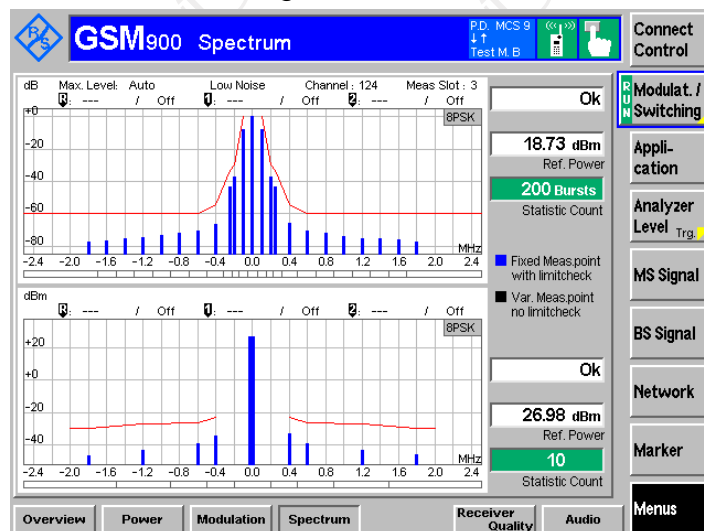 R/S
GSM900 Spectrum
P.D. MCS 9
↓↑
Test M. B
Connect
Control
dB Max. Level: Auto Low Noise Channel : 124 Meas Slot : 3
R: --- / Off 1: --- / Off 2: --- / Off
8PSK
+0
-20
-40
-60
-80
MHz
-2.4 -2.0 -1.6 -1.2 -0.8 -0.4 0.0 0.4 0.8 1.2 1.6 2.0 2.4
Ok
18.73 dBm
Ref. Power
200 Bursts
Statistic Count
Fixed Meas.point
with limitcheck
Var. Meas.point
no limitcheck
dBm
R: --- / Off 1: --- / Off 2: --- / Off
8PSK
+20
+0
-20
-40
MHz
-2.4 -2.0 -1.6 -1.2 -0.8 -0.4 0.0 0.4 0.8 1.2 1.6 2.0 2.4
Ok
26.98 dBm
Ref. Power
10
Statistic Count
RUN
Modulat. /
Switching
Appli-
cation
Analyzer
Level Trg.
MS Signal
BS Signal
Network
Marker
Menus
Overview Power Modulation Spectrum Receiver Quality Audio